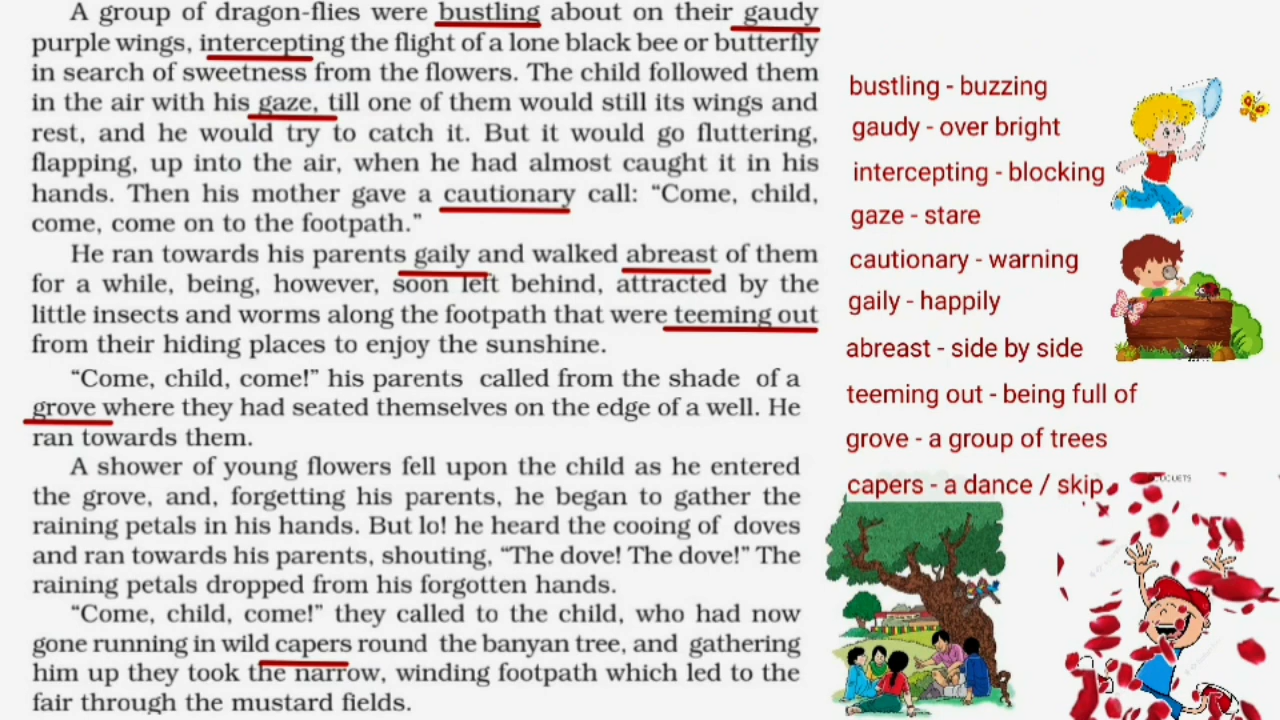 A group of dragon-flies were bustling about on their gaudy
purple wings, intercepting the flight of a lone black bee or butterfly
in search of sweetness from the flowers. The child followed them
in the air with his gaze, till one of them would still its wings and
rest, and he would try to catch it. But it would go fluttering,
flapping, up into the air, when he had almost caught it in his
hands. Then his mother gave a cautionary call: “Come, child,
come, come on to the footpath.”
He ran towards his parents gaily and walked abreast of them
for a while, being, however, soon left behind, attracted by the
little insects and worms along the footpath that were teeming out
from their hiding places to enjoy the sunshine.
“Come, child, come!” his parents called from the shade of a
grove where they had seated themselves on the edge of a well. He
ran towards them.
A shower of young flowers fell upon the child as he entered
the grove, and, forgetting his parents, he began to gather the
raining petals in his hands. But lo! he heard the cooing of doves
and ran towards his parents, shouting, “The dove! The dove!” The
raining petals dropped from his forgotten hands.
“Come, child, come!” they called to the child, who had now
gone running in wild capers round the banyan tree, and gathering
him up they took the narrow, winding footpath which led to the
fair through the mustard fields.
bustling - buzzing
gaudy - over bright
intercepting - blocking
gaze - stare
cautionary - warning
gaily - happily
abreast - side by side
teeming out - being full of
grove - a group of trees
capers - a dance / skip